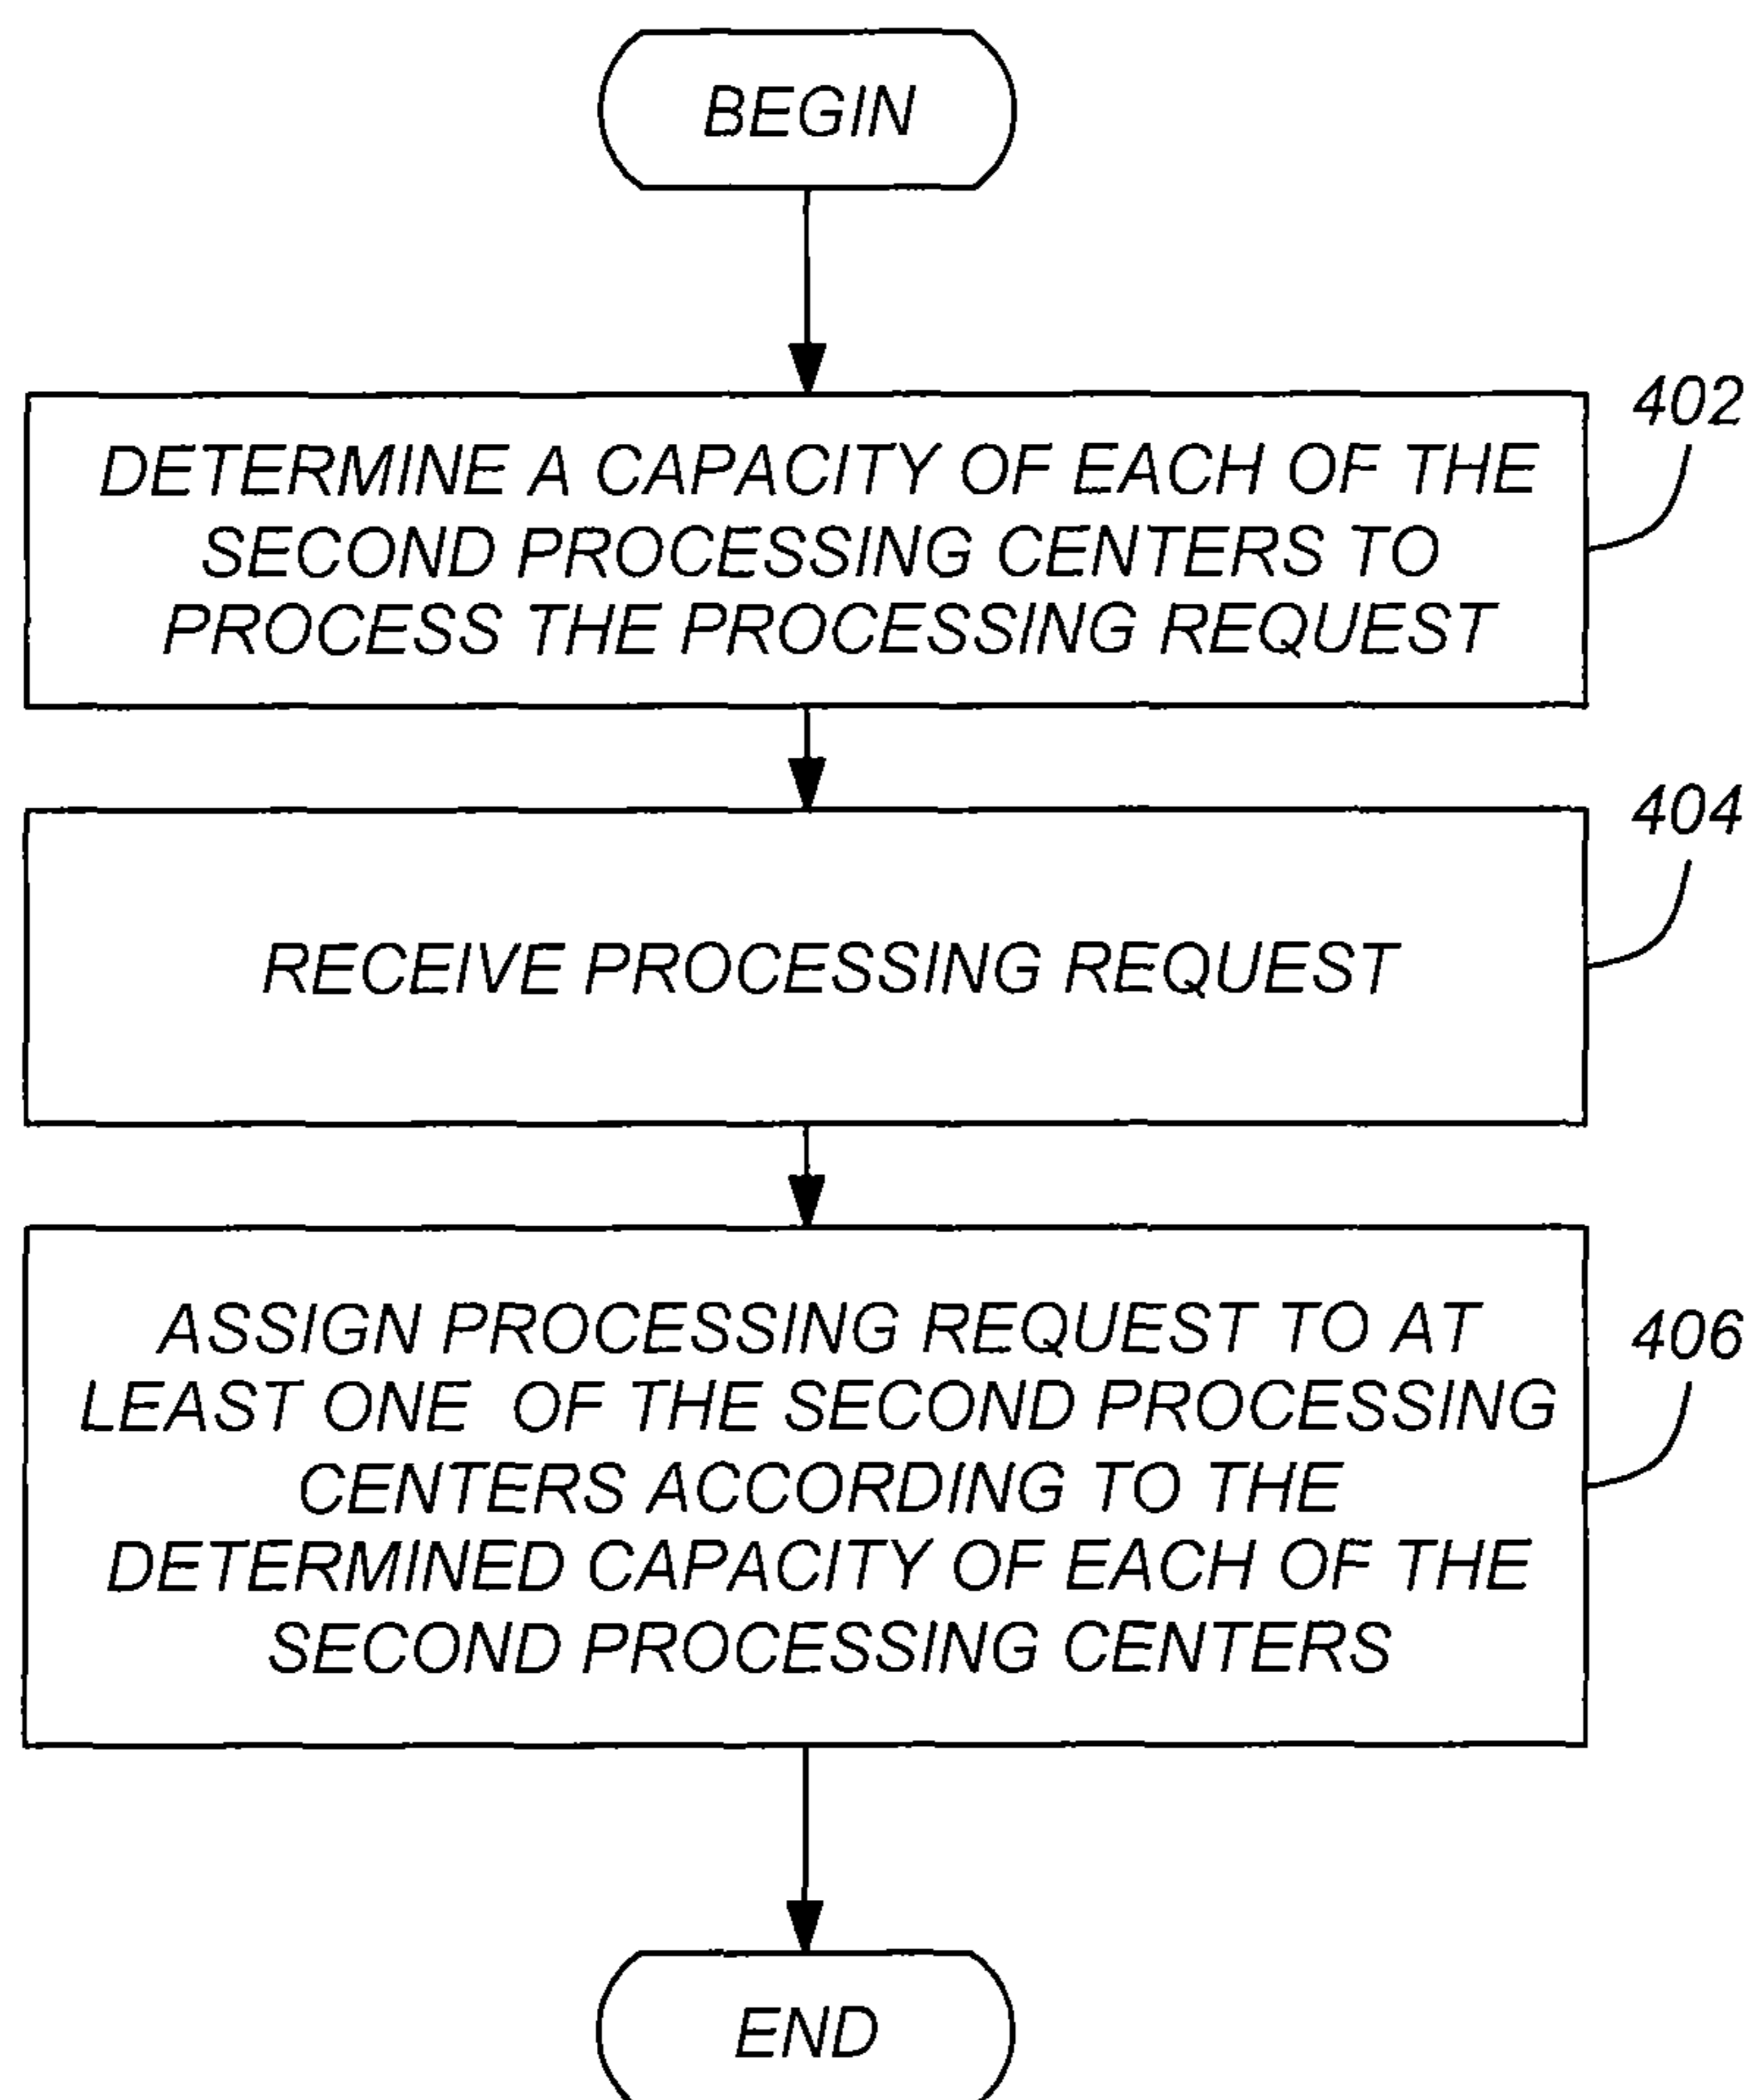 BEGIN
402
DETERMINE A CAPACITY OF EACH OF THE
SECOND PROCESSING CENTERS TO
PROCESS THE PROCESSING REQUEST
404
RECEIVE PROCESSING REQUEST
406
ASSIGN PROCESSING REQUEST TO AT
LEAST ONE OF THE SECOND PROCESSING
CENTERS ACCORDING TO THE
DETERMINED CAPACITY OF EACH OF THE
SECOND PROCESSING CENTERS
END